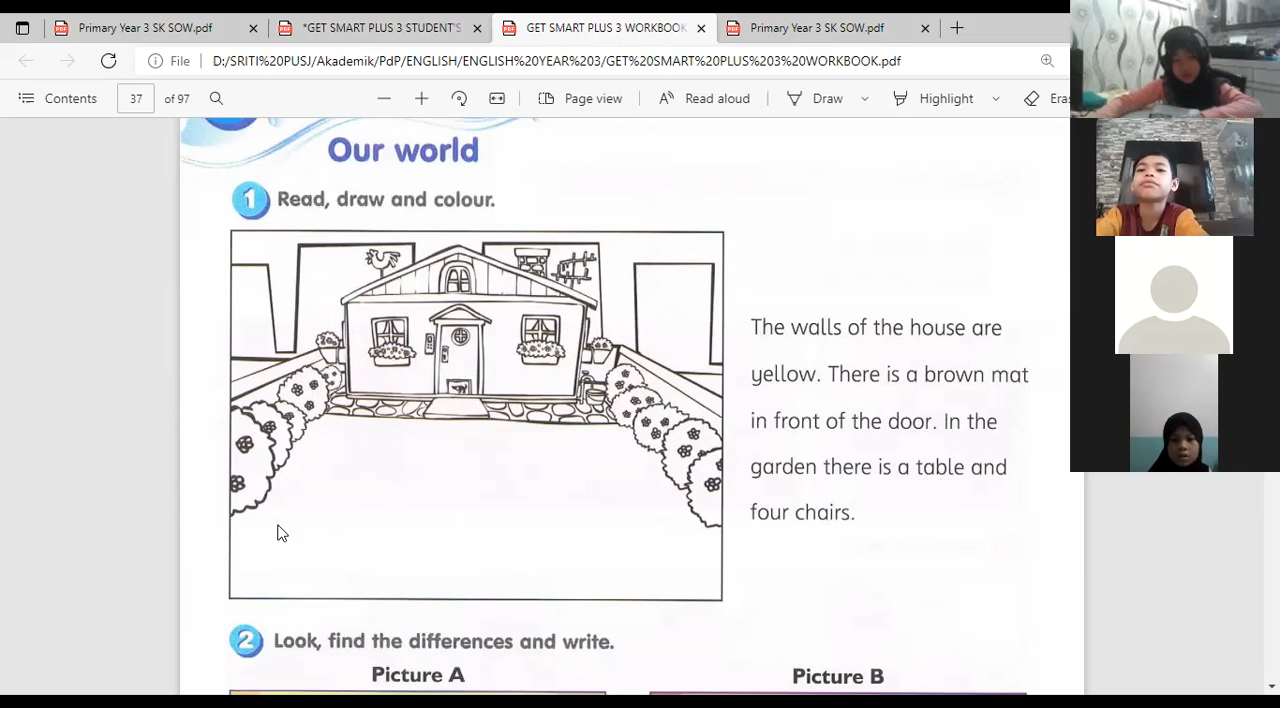 Primary Year 3 SK SOW.pdf
*GET SMART PLUS 3 STUDENT'S
GET SMART PLUS 3 WORKBOOK
Primary Year 3 SK SOW.pdf
File
D:/SRITI%20PUSJ/Akademik/PdP/ENGLISH/ENGLISH%20YEAR%203/GET%20SMART%20PLUS%203%20WORKBOOK.pdf
Contents
37
of 97
Page view
Read aloud
Draw
Highlight
Eras
Our world
1 Read, draw and colour.
The walls of the house are
yellow. There is a brown mat
in front of the door. In the
garden there is a table and
four chairs.
2 Look, find the differences and write.
Picture A
Picture B